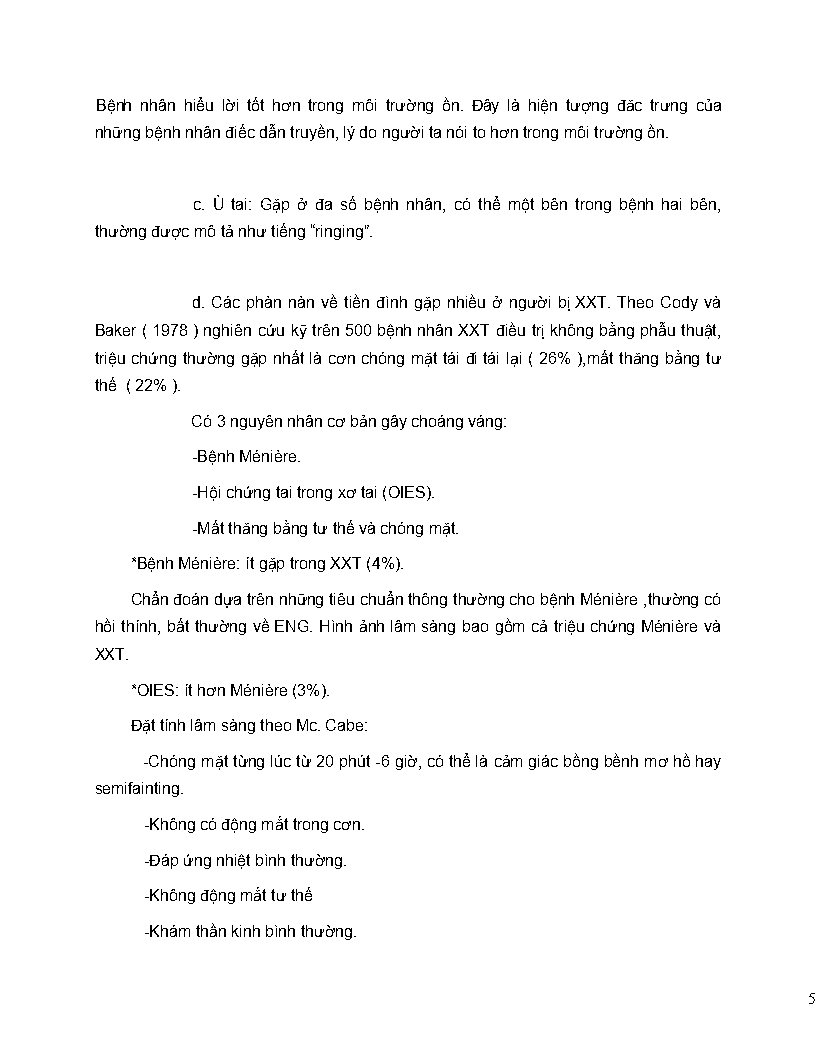 Bệnh nhân hiểu lời tốt hơn trong môi trường ồn. Đây là hiện tượng đăc trưng của
những bệnh nhân điếc dẫn truyền, lý do người ta nói to hơn trong môi trường ồn.
c. Ù tai: Gặp ở đa số bệnh nhân, có thể một bên trong bệnh hai bên,
thường được mô tả như tiếng “ringing”.
d. Các phàn nàn về tiền đình gặp nhiều ở người bị XXT. Theo Cody và
Baker ( 1978 ) nghiên cứu kỹ trên 500 bệnh nhân XXT điều trị không bằng phẫu thuật,
triệu chứng thường gặp nhất là cơn chóng mặt tái đi tái lại ( 26% ),mất thăng bằng tư
thế ( 22% ).
Có 3 nguyên nhân cơ bản gây choáng váng:
-Bệnh Ménière.
-Hội chứng tai trong xơ tai (OIES).
-Mất thăng bằng tư thế và chóng mặt.
*Bệnh Ménière: ít gặp trong XXT (4%).
Chẩn đoán dựa trên những tiêu chuẩn thông thường cho bệnh Ménière ,thường có
hồi thính, bất thường về ENG. Hình ảnh lâm sàng bao gồm cả triệu chứng Ménière và
XXT.
*OIES: ít hơn Ménière (3%).
Đặt tính lâm sàng theo Mc. Cabe:
-Chóng mặt từng lúc từ 20 phút -6 giờ, có thể là cảm giác bồng bềnh mơ hồ hay
semifainting.
-Không có động mắt trong cơn.
-Đáp ứng nhiệt bình thường.
-Không động mắt tư thế
-Khám thần kinh bình thường.
5